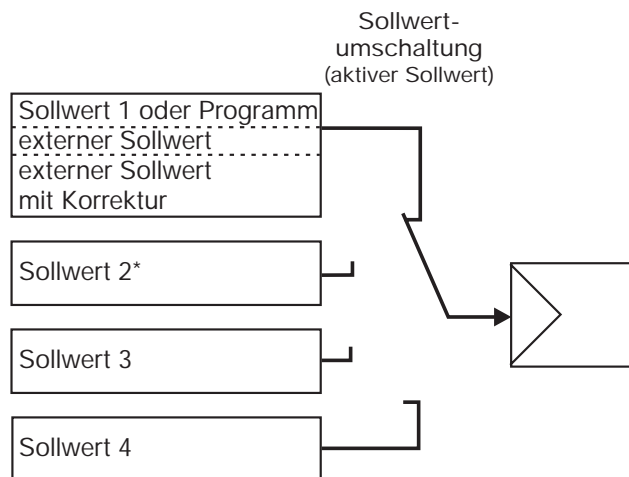 Sollwert-
umschaltung
(aktiver Sollwert)
Sollwert 1 oder Programm
externer Sollwert
externer Sollwert
mit Korrektur
Sollwert 2*
Sollwert 3
Sollwert 4